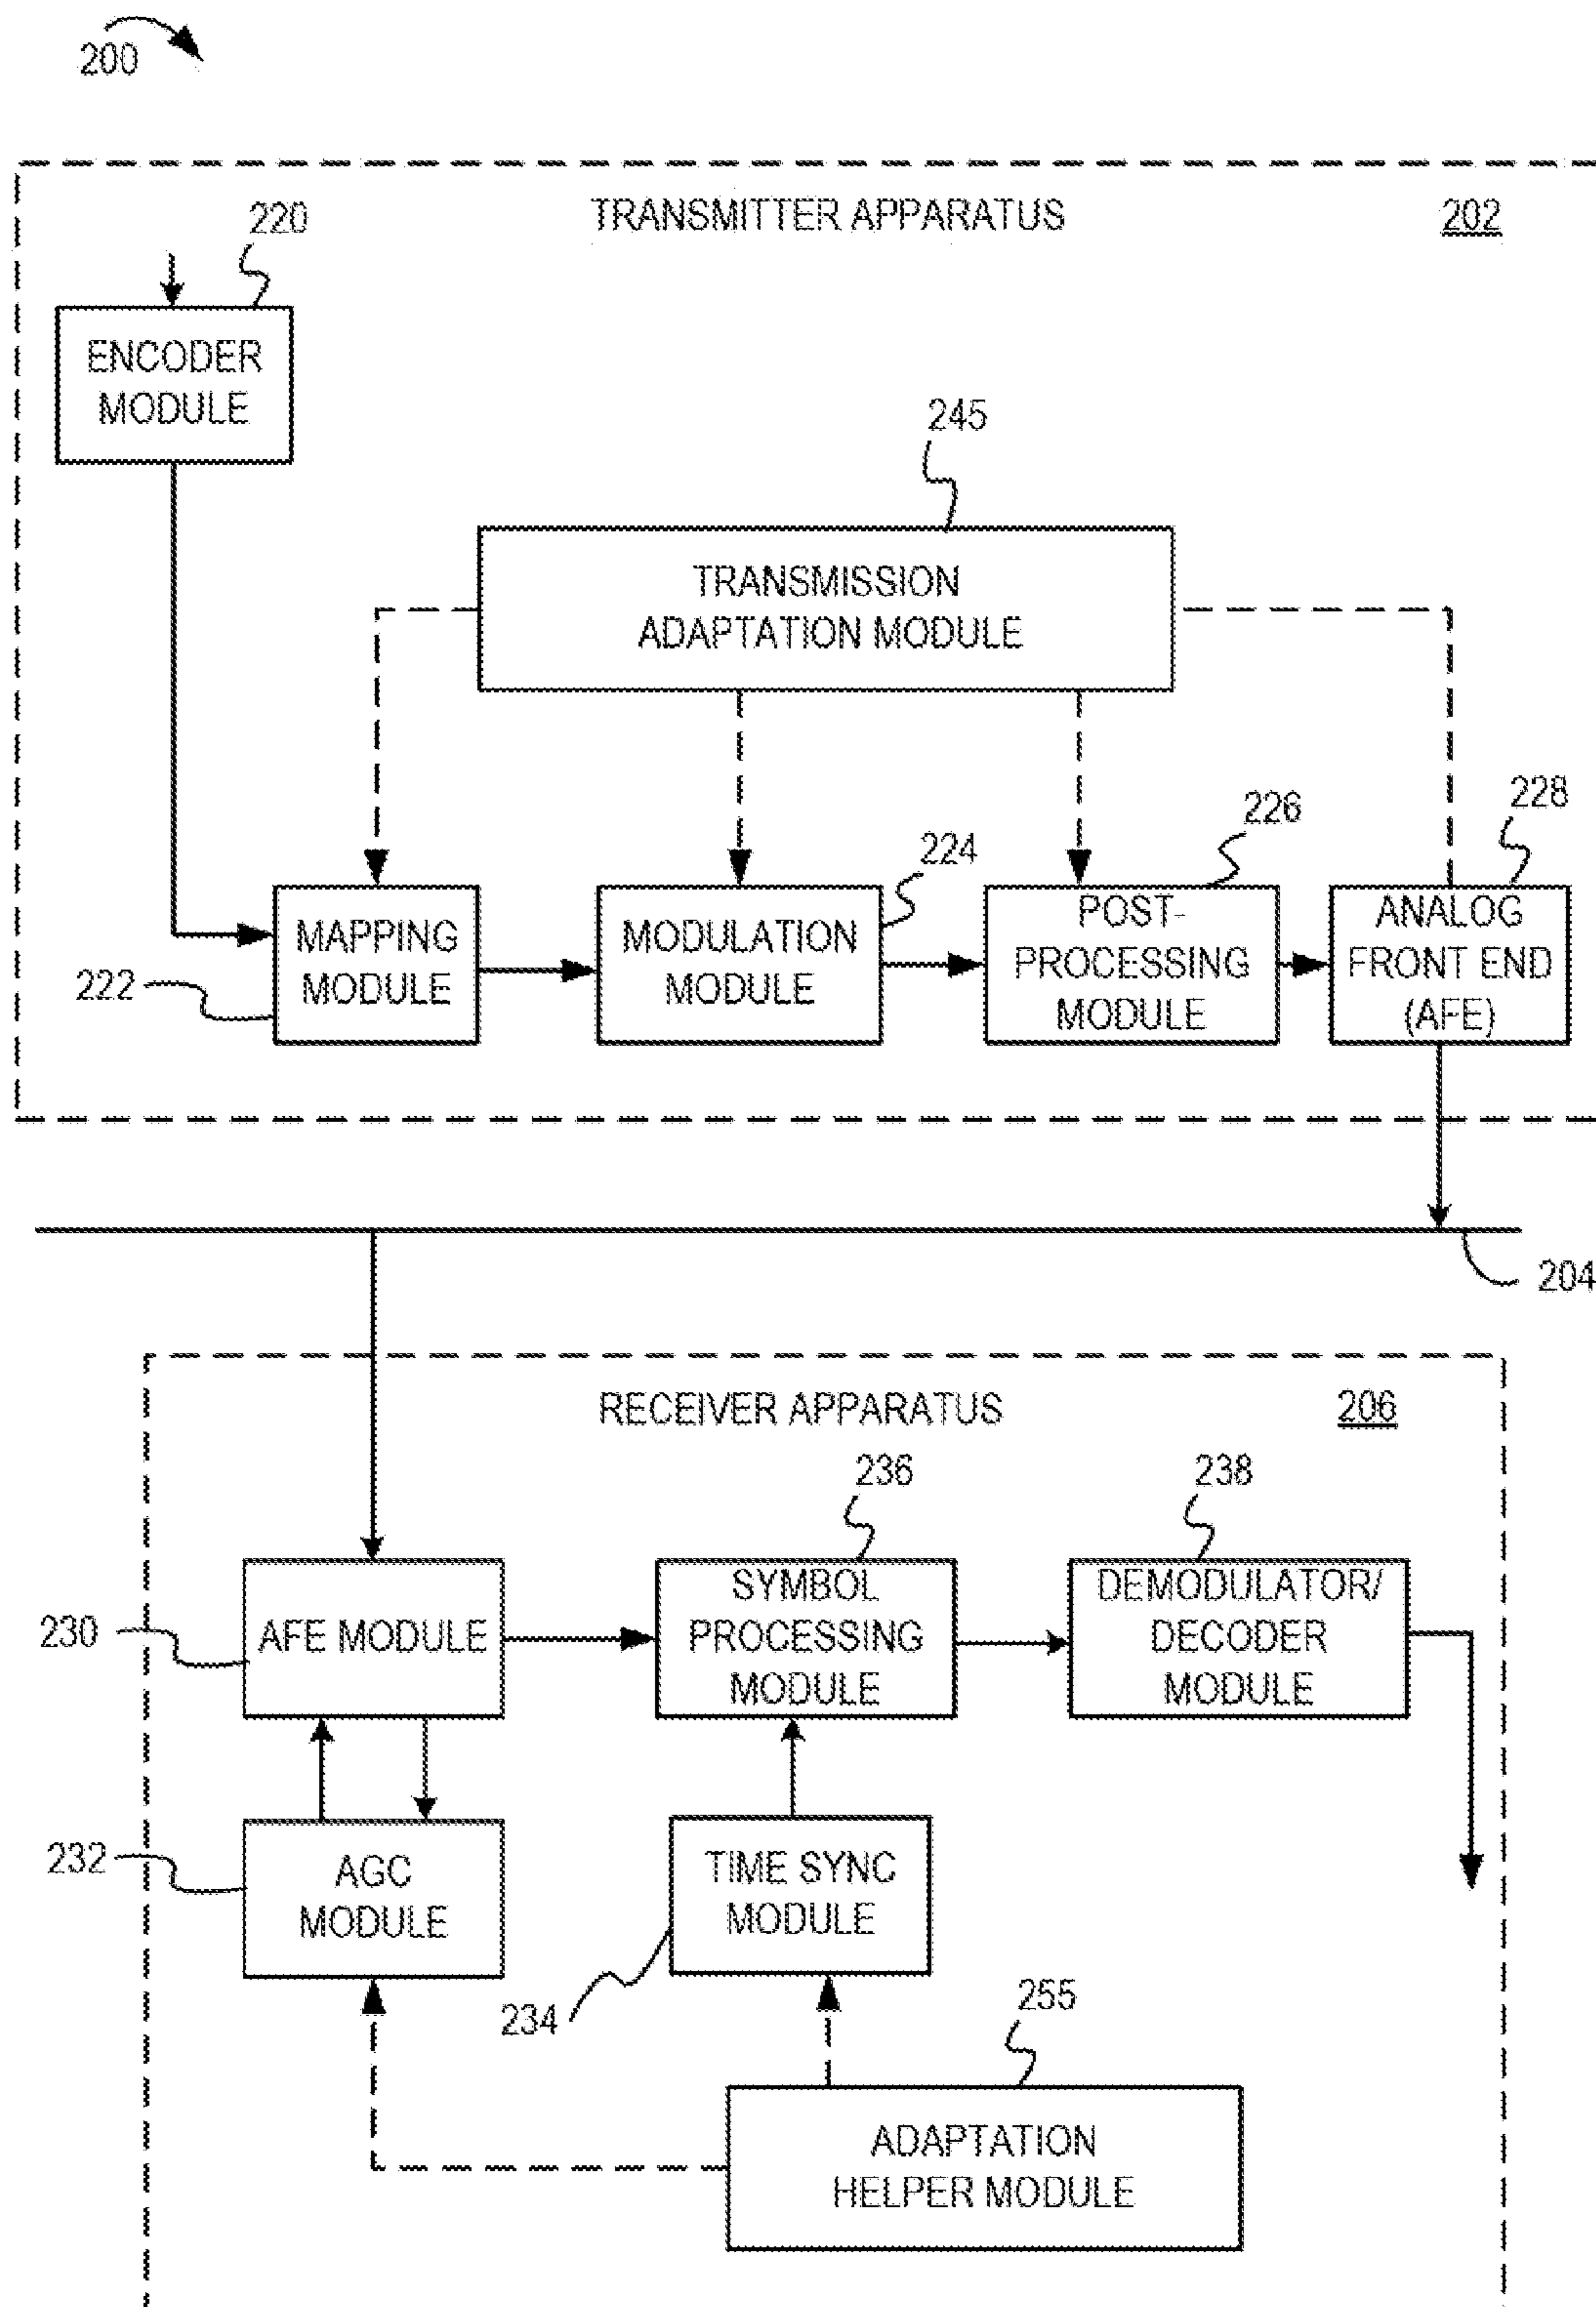 200
TRANSMITTER APPARATUS
202
220
ENCODER
MODULE
245
TRANSMISSION
ADAPTATION MODULE
222
MAPPING
MODULE
224
MODULATION
MODULE
226
POST-
PROCESSING
MODULE
228
ANALOG
FRONT END
(AFE)
204
RECEIVER APPARATUS
206
230
AFE MODULE
236
SYMBOL
PROCESSING
MODULE
238
DEMODULATOR/
DECODER
MODULE
232
AGC
MODULE
234
TIME SYNC
MODULE
255
ADAPTATION
HELPER MODULE